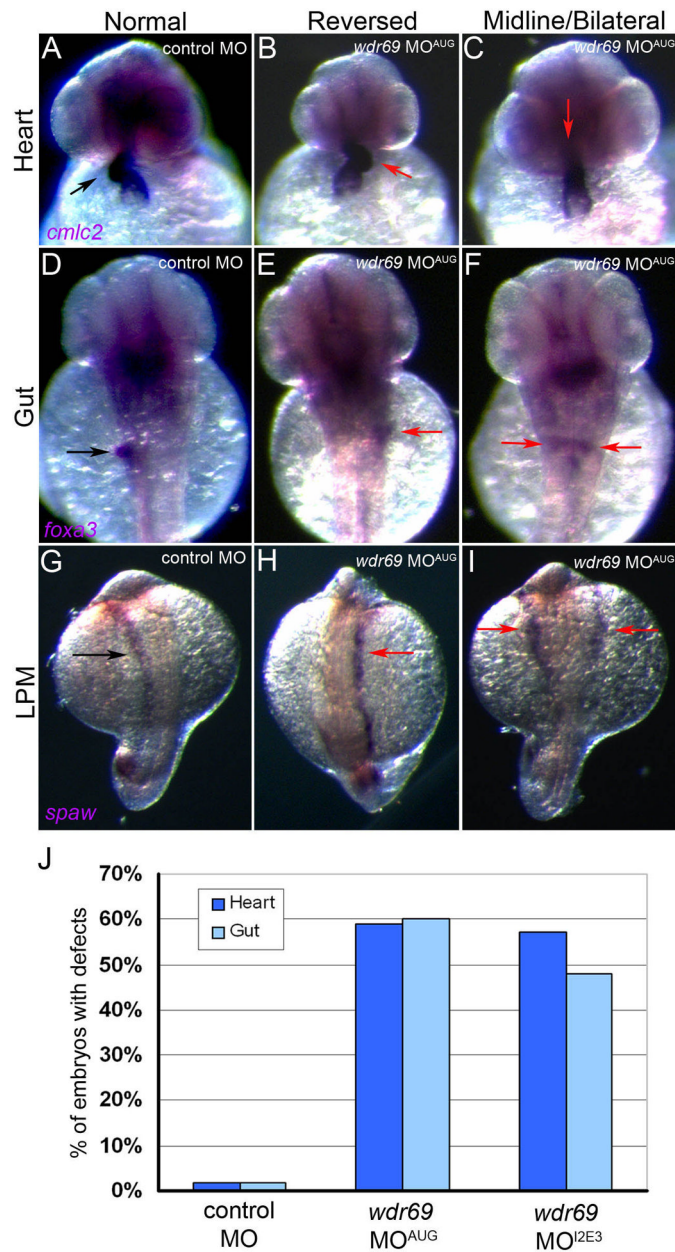 Normal
Reversed
Midline/Bilateral
Heart
A
control MO
cmlc2
B
wdr69 MOAUG
C
wdr69 MOAUG
Gut
D
control MO
foxa3
E
wdr69 MOAUG
F
wdr69 MOAUG
LPM
G
control MO
spaw
H
wdr69 MOAUG
I
wdr69 MOAUG
J
% of embryos with defects
70%
60%
50%
40%
30%
20%
10%
0%
Heart
Gut
control
MO
wdr69
MOAUG
wdr69
MOI2E3